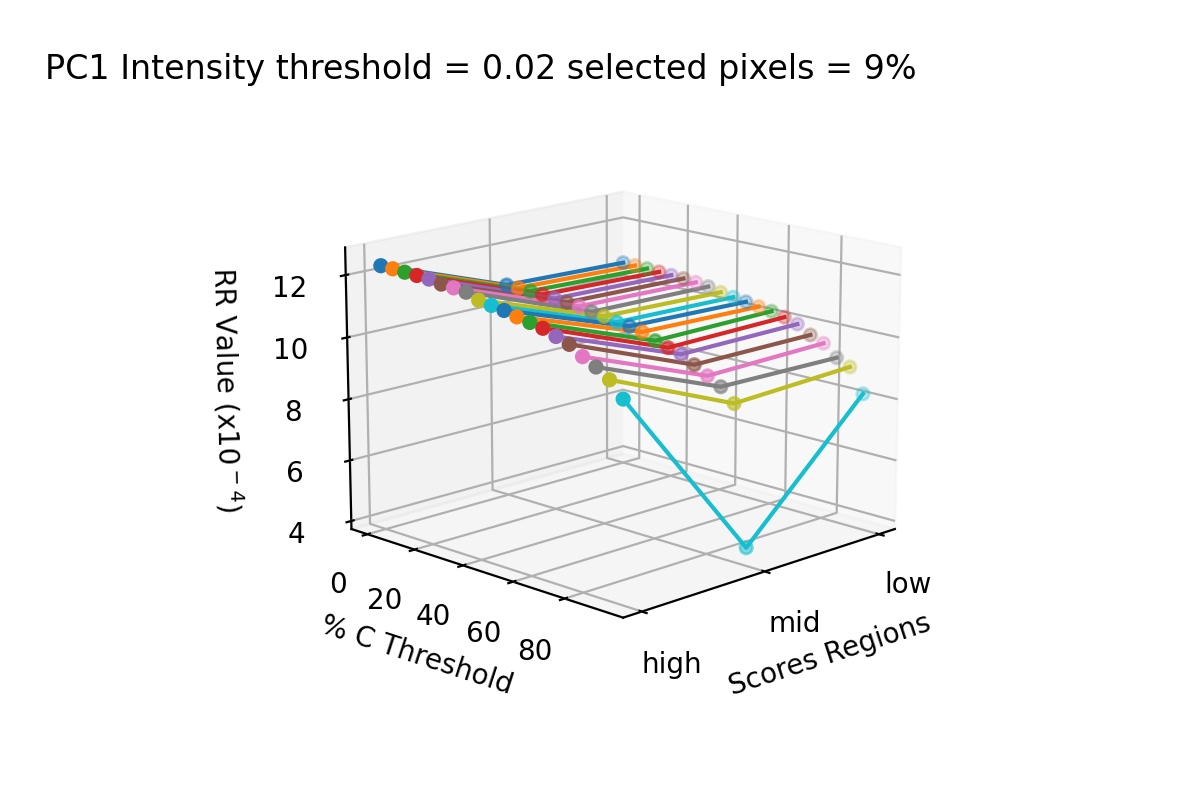 PC1 Intensity threshold = 0.02 selected pixels = 9%
12
10
8
6
4
RR Value (x10⁻⁴)
0
20
40
60
80
% C Threshold
high
mid
low
Scores Regions